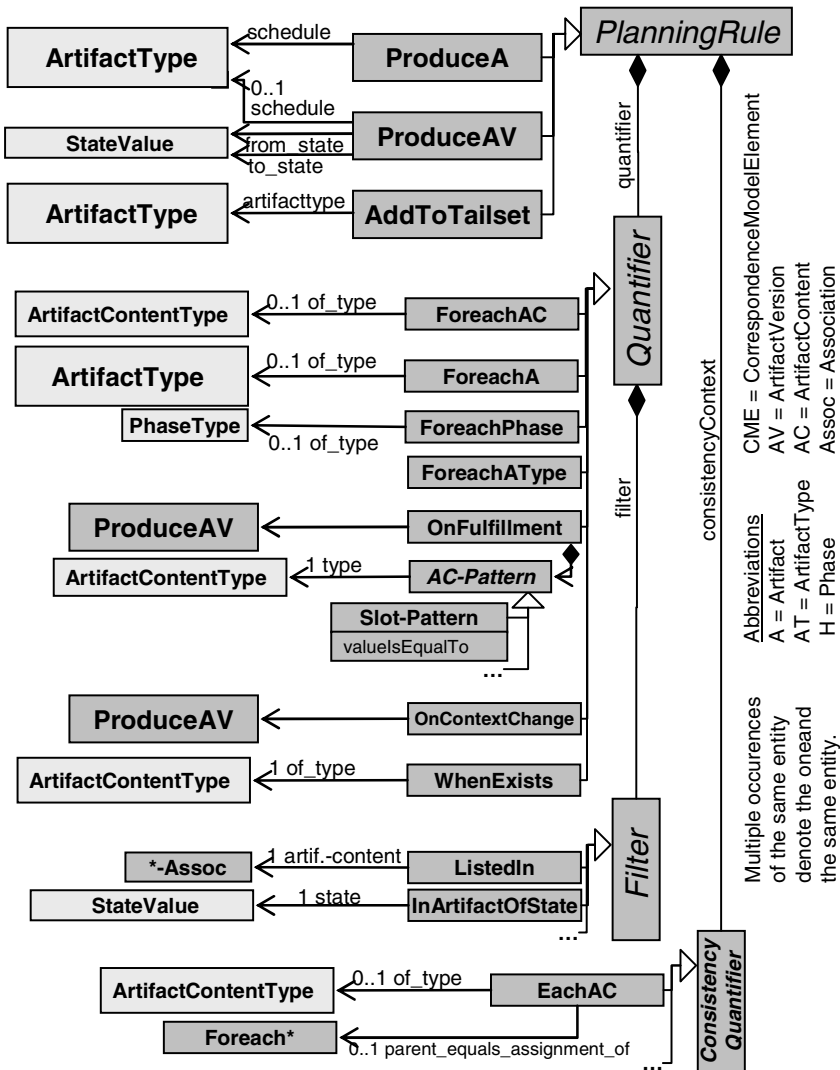 schedule
PlanningRule
ArtifactType
ProduceA
0..1
schedule
StateValue
from_state
to_state
ProduceAV
quantifier
artifacttype
ArtifactType
AddToTailset
Quantifier
0..1 of_type
ArtifactContentType
ForeachAC
0..1 of_type
ArtifactType
ForeachA
PhaseType
0..1 of_type
ForeachPhase
ForeachAType
ProduceAV
OnFulfillment
filter
consistencyContext
1 type
ArtifactContentType
AC-Pattern
Slot-Pattern
valueIsEqualTo
...
ProduceAV
OnContextChange
1 of_type
ArtifactContentType
WhenExists
Filter
1 artif.-content
*-Assoc
ListedIn
1 state
StateValue
InArtifactOfState
...
0..1 of_type
ArtifactContentType
EachAC
Consistency
Quantifier
Foreach*
0..1 parent_equals_assignment_of
...
Abbreviations
A = Artifact
AT = ArtifactType
H = Phase
CME = CorrespondenceModelElement
AV = ArtifactVersion
AC = ArtifactContent
Assoc = Association
Multiple occurences
of the same entity
denote the oneand
the same entity.